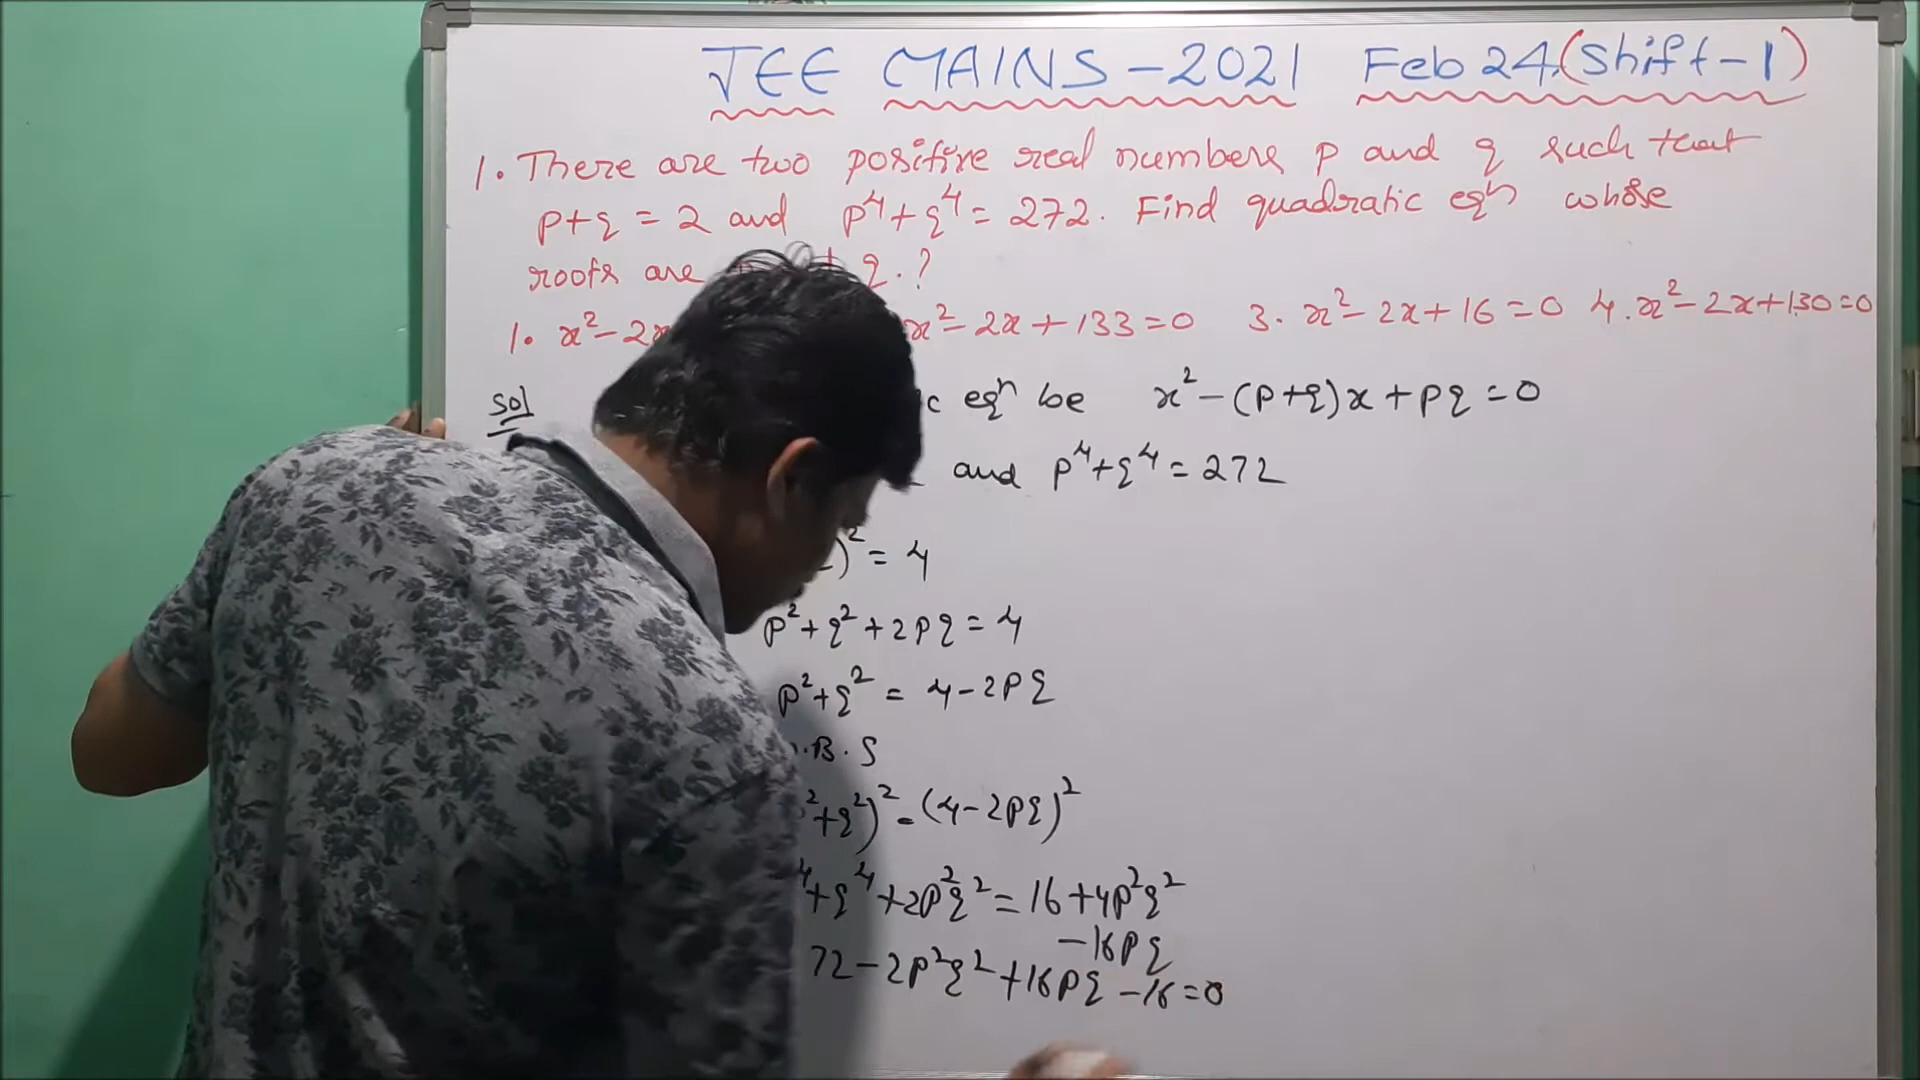 JEE MAINS-2021 Feb 24 (Shift-1)
1. There are two positive real numbers p and q such that
p+q = 2 and p⁴+q⁴ = 272. Find quadratic eqⁿ whose
roots are q.?
1. x²-2x x²-2x+133=0 3. x²-2x+16=0 4. x²-2x+130=0
Sol c eqⁿ be x²-(p+q)x+pq=0
and p⁴+q⁴=272
)²=4
p²+q²+2pq=4
p²+q² = 4-2pq
.B.S
²+q²)²=(4-2pq)²
⁴+q⁴+2p²q²=16+4p²q²
-16pq
72-2p²q²+16pq-16=0